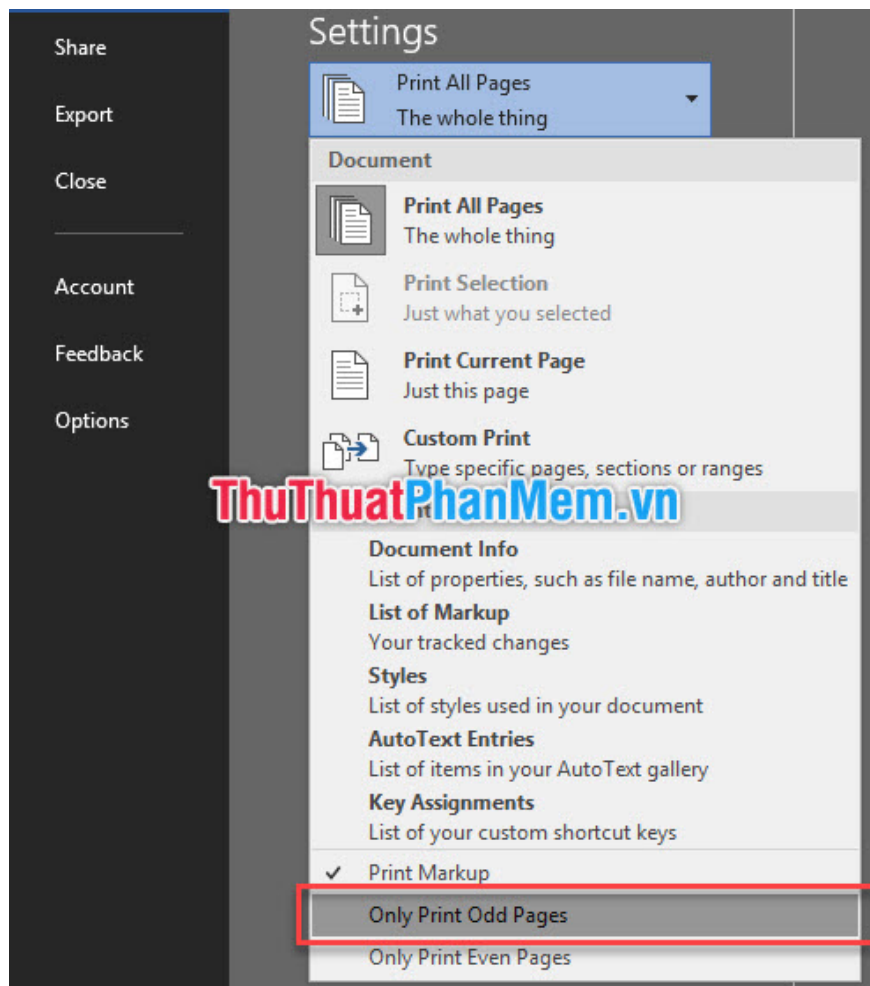 Share
Export
Close
Account
Feedback
Options
Settings
Print All Pages
The whole thing
Document
Print All Pages
The whole thing
Print Selection
Just what you selected
Print Current Page
Just this page
Custom Print
Type specific pages, sections or ranges
ThuThuatPhanMem.vn
Document Info
List of properties, such as file name, author and title
List of Markup
Your tracked changes
Styles
List of styles used in your document
AutoText Entries
List of items in your AutoText gallery
Key Assignments
List of your custom shortcut keys
Print Markup
Only Print Odd Pages
Only Print Even Pages